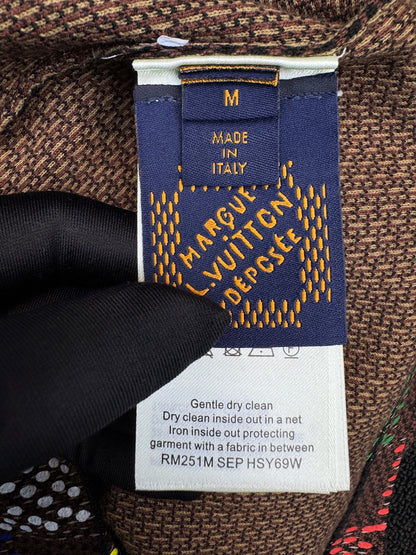 M
MADE
IN
ITALY
MARQUE
L.VUITTON
DÉPOSÉE
Gentle dry clean
Dry clean inside out in a net
Iron inside out protecting
garment with a fabric in between
RM251M SEP HSY69W